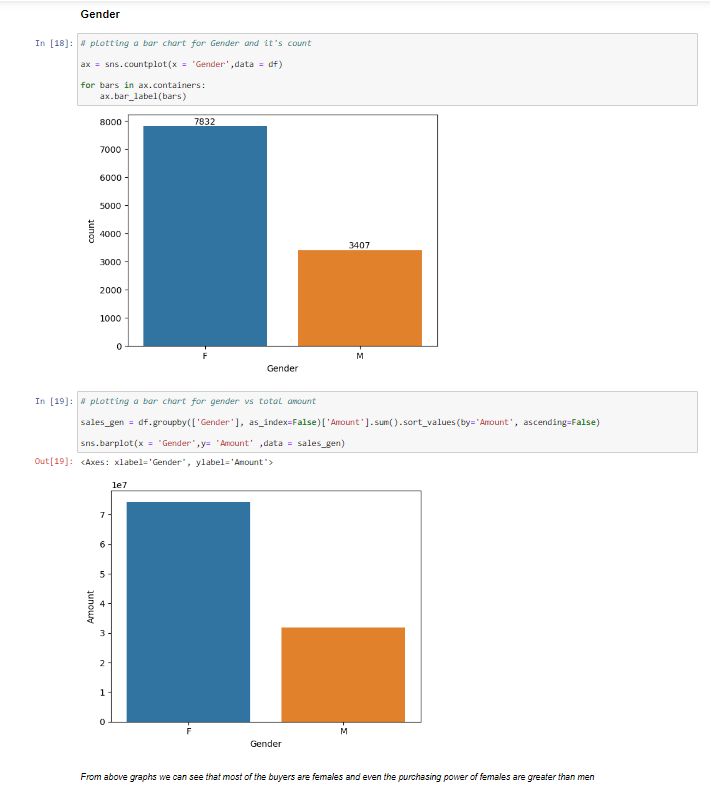 Gender
In [18]: # plotting a bar chart for Gender and it's count
ax = sns.countplot(x = 'Gender',data = df)
for bars in ax.containers:
    ax.bar_label(bars)
8000
7000
6000
5000
4000
3000
2000
1000
0
count
7832
3407
F M
Gender
In [19]: # plotting a bar chart for gender vs total amount
sales_gen = df.groupby(['Gender'], as_index=False)['Amount'].sum().sort_values(by='Amount', ascending=False)
sns.barplot(x = 'Gender',y= 'Amount' ,data = sales_gen)
Out[19]: <Axes: xlabel='Gender', ylabel='Amount'>
1e7
7
6
5
4
3
2
1
0
Amount
F M
Gender
From above graphs we can see that most of the buyers are females and even the purchasing power of females are greater than men